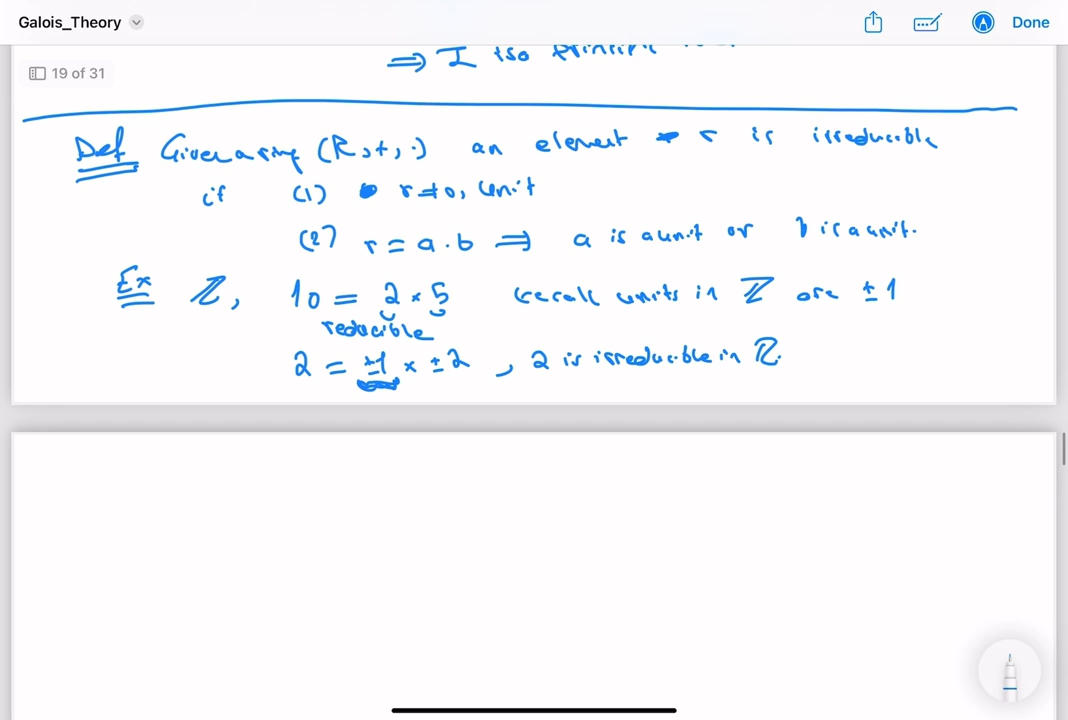 Galois_Theory
Done
19 of 31
⟹ I is a
Def Given a ring (R, +, ·) an element r is irreducible
if (1) r ≠ 0, unit
(2) r = a · b ⟹ a is a unit or b is a unit.
Ex ℤ, 10 = 2 × 5 (recall units in ℤ are ±1
reducible
2 = ±1 × ±2 , 2 is irreducible in ℤ.